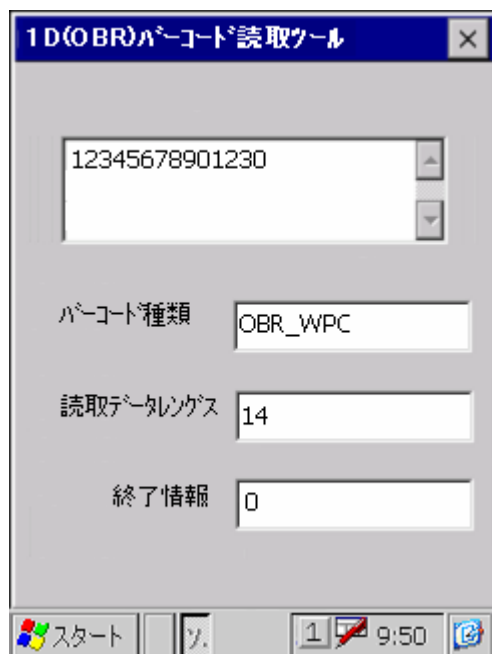 1D(OBR)ﾊﾞｰｺｰﾄﾞ読取ﾂｰﾙ
12345678901230
ﾊﾞｰｺｰﾄﾞ種類
OBR_WPC
読取ﾃﾞｰﾀﾚﾝｸﾞｽ
14
終了情報
0
スタート
ツ.
1
9:50